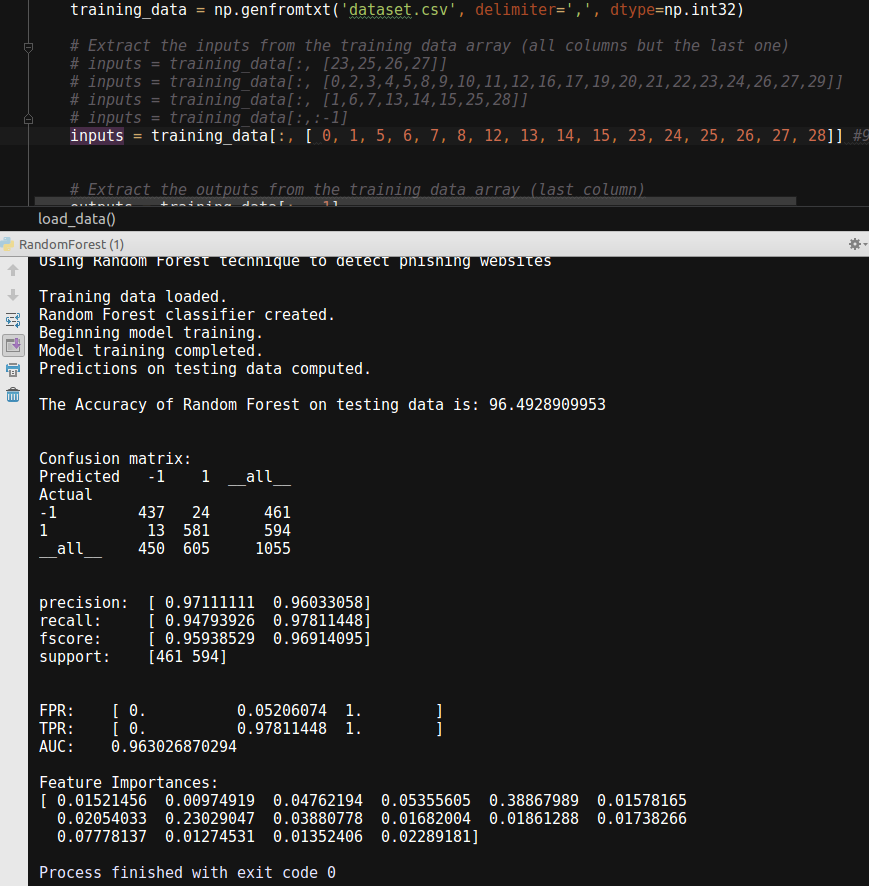 training_data = np.genfromtxt('dataset.csv', delimiter=',', dtype=np.int32)
# Extract the inputs from the training data array (all columns but the last one)
# inputs = training_data[:, [23,25,26,27]]
# inputs = training_data[:, [0,2,3,4,5,8,9,10,11,12,16,17,19,20,21,22,23,24,26,27,29]]
# inputs = training_data[:, [1,6,7,13,14,15,25,28]]
# inputs = training_data[:,:-1]
inputs = training_data[:, [ 0, 1, 5, 6, 7, 8, 12, 13, 14, 15, 23, 24, 25, 26, 27, 28]] #9
# Extract the outputs from the training data array (last column)
outputs = training_data[:, -1]
load_data()
RandomForest (1)
Using Random Forest technique to detect phishing websites
Training data loaded.
Random Forest classifier created.
Beginning model training.
Model training completed.
Predictions on testing data computed.
The Accuracy of Random Forest on testing data is: 96.4928909953
Confusion matrix:
Predicted   -1    1  __all__
Actual
-1         437   24      461
1           13  581      594
__all__    450  605     1055
precision:  [ 0.97111111  0.96033058]
recall:     [ 0.94793926  0.97811448]
fscore:     [ 0.95938529  0.96914095]
support:    [461 594]
FPR:    [ 0.          0.05206074  1.        ]
TPR:    [ 0.          0.97811448  1.        ]
AUC:    0.963026870294
Feature Importances:
[ 0.01521456  0.00974919  0.04762194  0.05355605  0.38867989  0.01578165
0.02054033  0.23029047  0.03880778  0.01682004  0.01861288  0.01738266
0.07778137  0.01274531  0.01352406  0.02289181]
Process finished with exit code 0